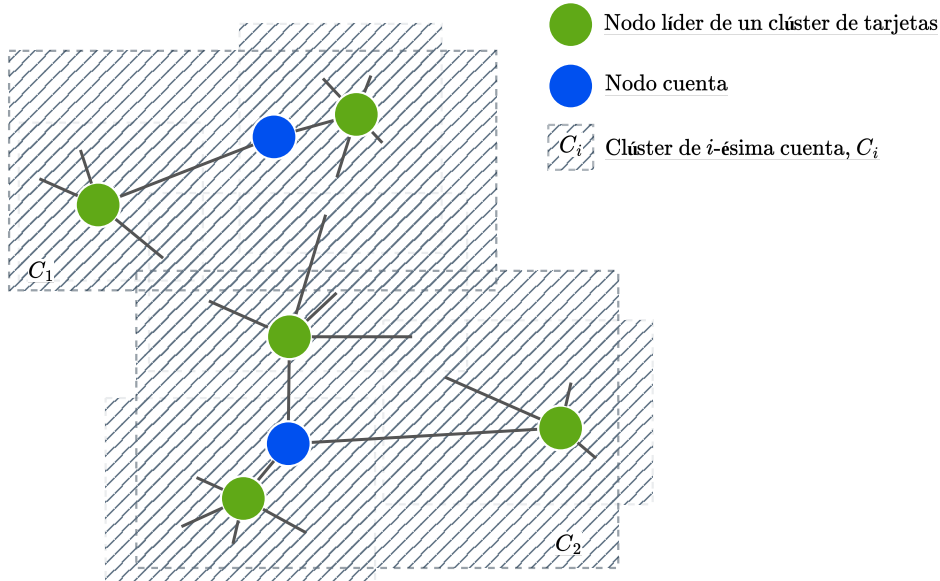 Nodo líder de un clúster de tarjetas
Nodo cuenta
C_i
Clúster de i-ésima cuenta, C_i
C_1
C_2